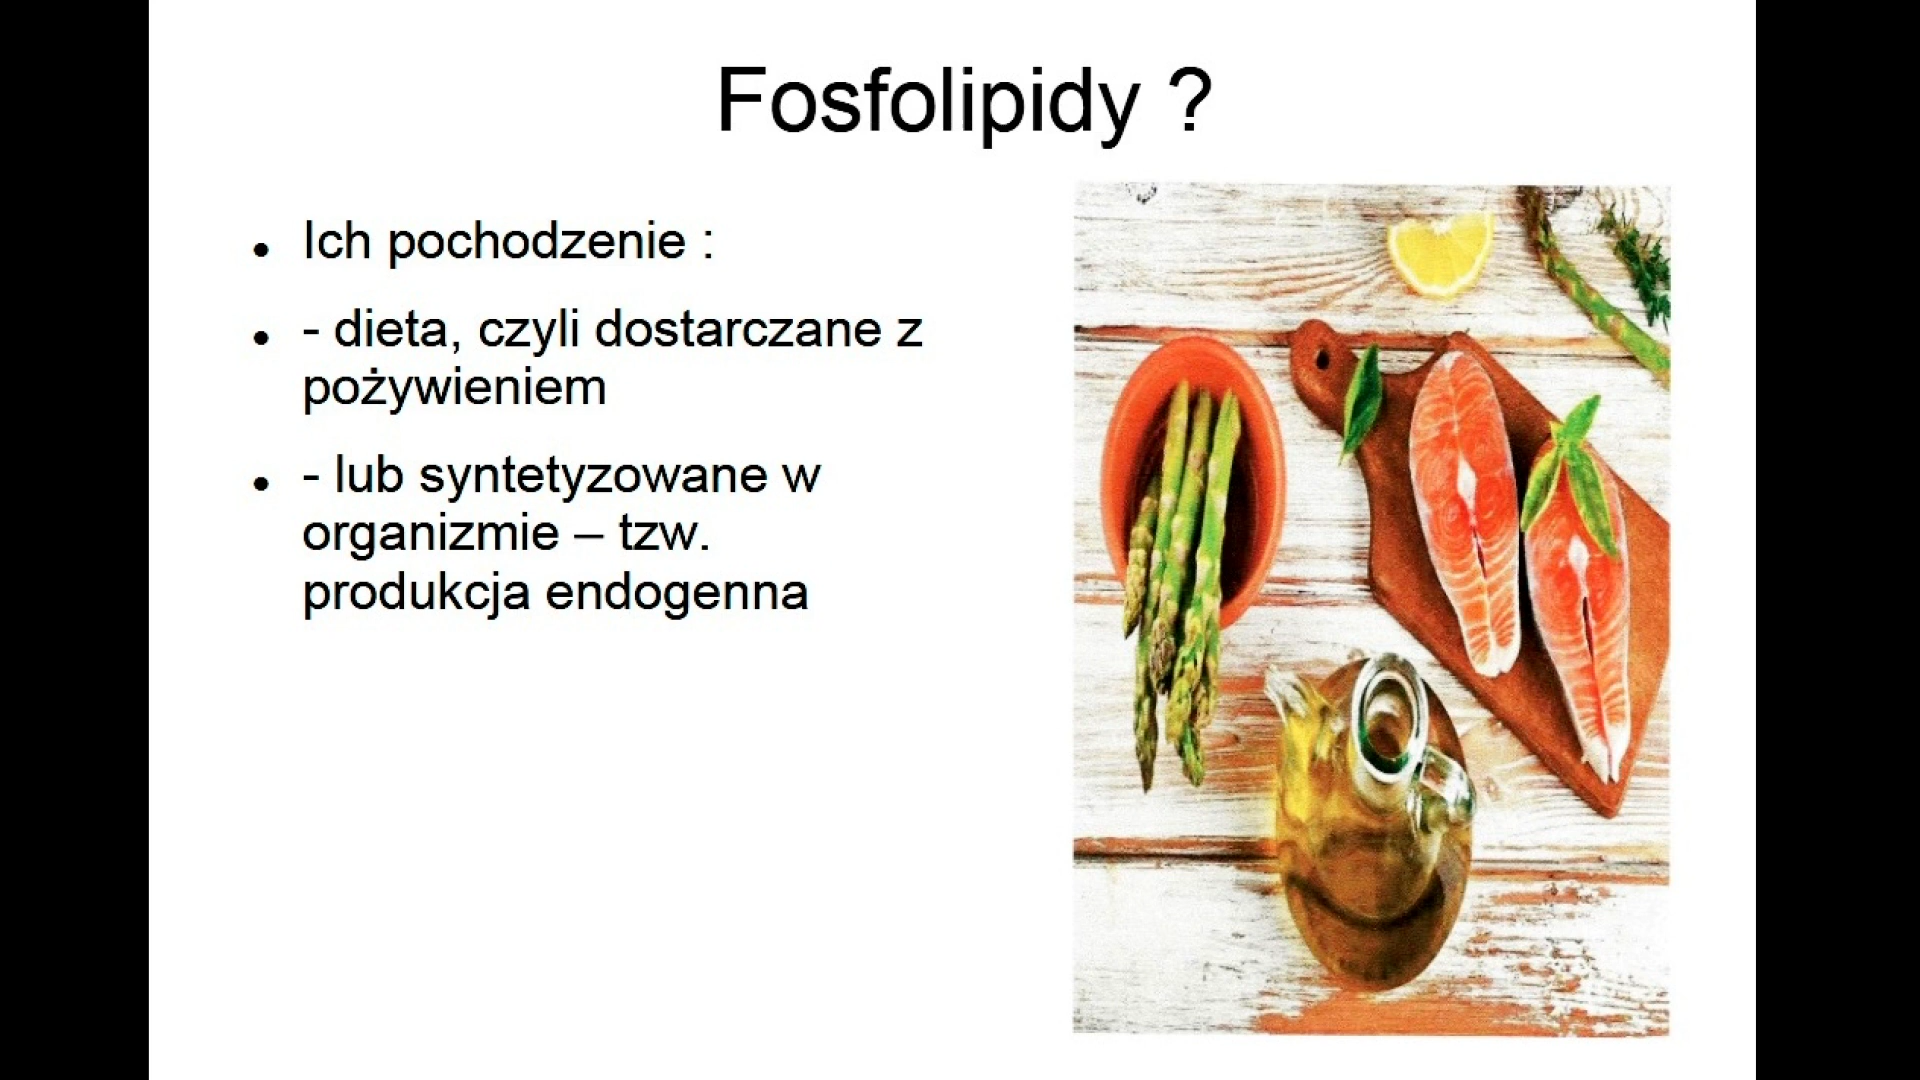 Fosfolipidy ?
• Ich pochodzenie :
• - dieta, czyli dostarczane z
pożywieniem
• - lub syntetyzowane w
organizmie – tzw.
produkcja endogenna